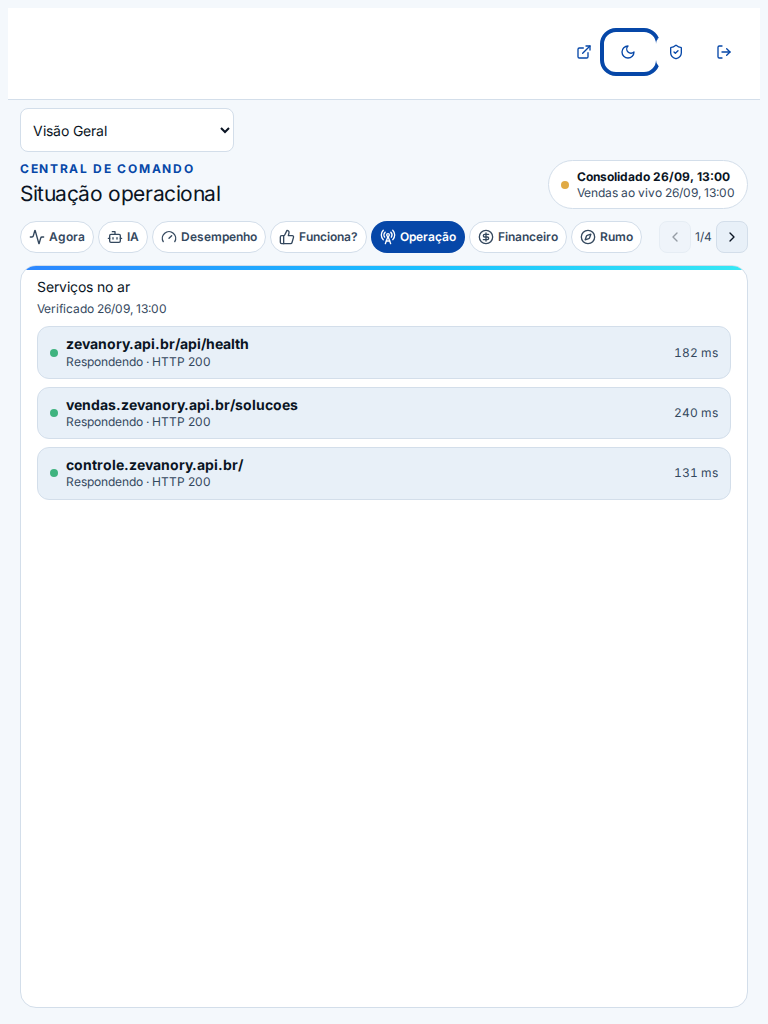 Visão Geral
CENTRAL DE COMANDO
Situação operacional
Consolidado 26/09, 13:00
Vendas ao vivo 26/09, 13:00
Agora
IA
Desempenho
Funciona?
Operação
Financeiro
Rumo
1/4
Serviços no ar
Verificado 26/09, 13:00
zevanory.api.br/api/health
Respondendo · HTTP 200
182 ms
vendas.zevanory.api.br/solucoes
Respondendo · HTTP 200
240 ms
controle.zevanory.api.br/
Respondendo · HTTP 200
131 ms